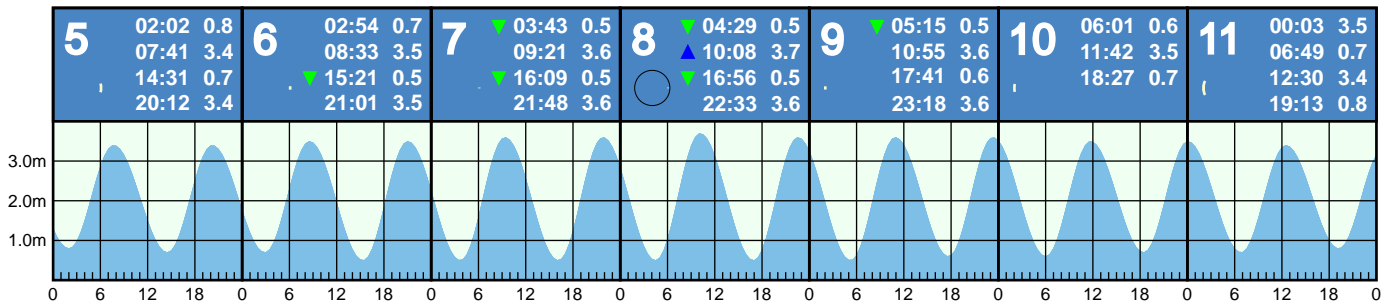 5
02:02 0.8
07:41 3.4
14:31 0.7
20:12 3.4
6
02:54 0.7
08:33 3.5
▼ 15:21 0.5
21:01 3.5
7
▼ 03:43 0.5
09:21 3.6
▼ 16:09 0.5
21:48 3.6
8
▼ 04:29 0.5
▲ 10:08 3.7
▼ 16:56 0.5
22:33 3.6
9
▼ 05:15 0.5
10:55 3.6
17:41 0.6
23:18 3.6
10
06:01 0.6
11:42 3.5
18:27 0.7
11
00:03 3.5
06:49 0.7
12:30 3.4
19:13 0.8
3.0m
2.0m
1.0m
0 6 12 18 0 6 12 18 0 6 12 18 0 6 12 18 0 6 12 18 0 6 12 18 0 6 12 18 0